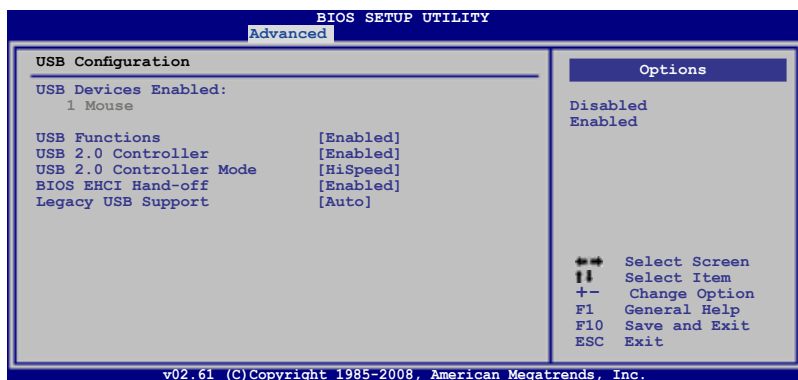 BIOS SETUP UTILITY
Advanced
USB Configuration
USB Devices Enabled:
1 Mouse
USB Functions [Enabled]
USB 2.0 Controller [Enabled]
USB 2.0 Controller Mode [HiSpeed]
BIOS EHCI Hand-off [Enabled]
Legacy USB Support [Auto]
Options
Disabled
Enabled
Select Screen
Select Item
+- Change Option
F1 General Help
F10 Save and Exit
ESC Exit
v02.61 (C)Copyright 1985-2008, American Megatrends, Inc.